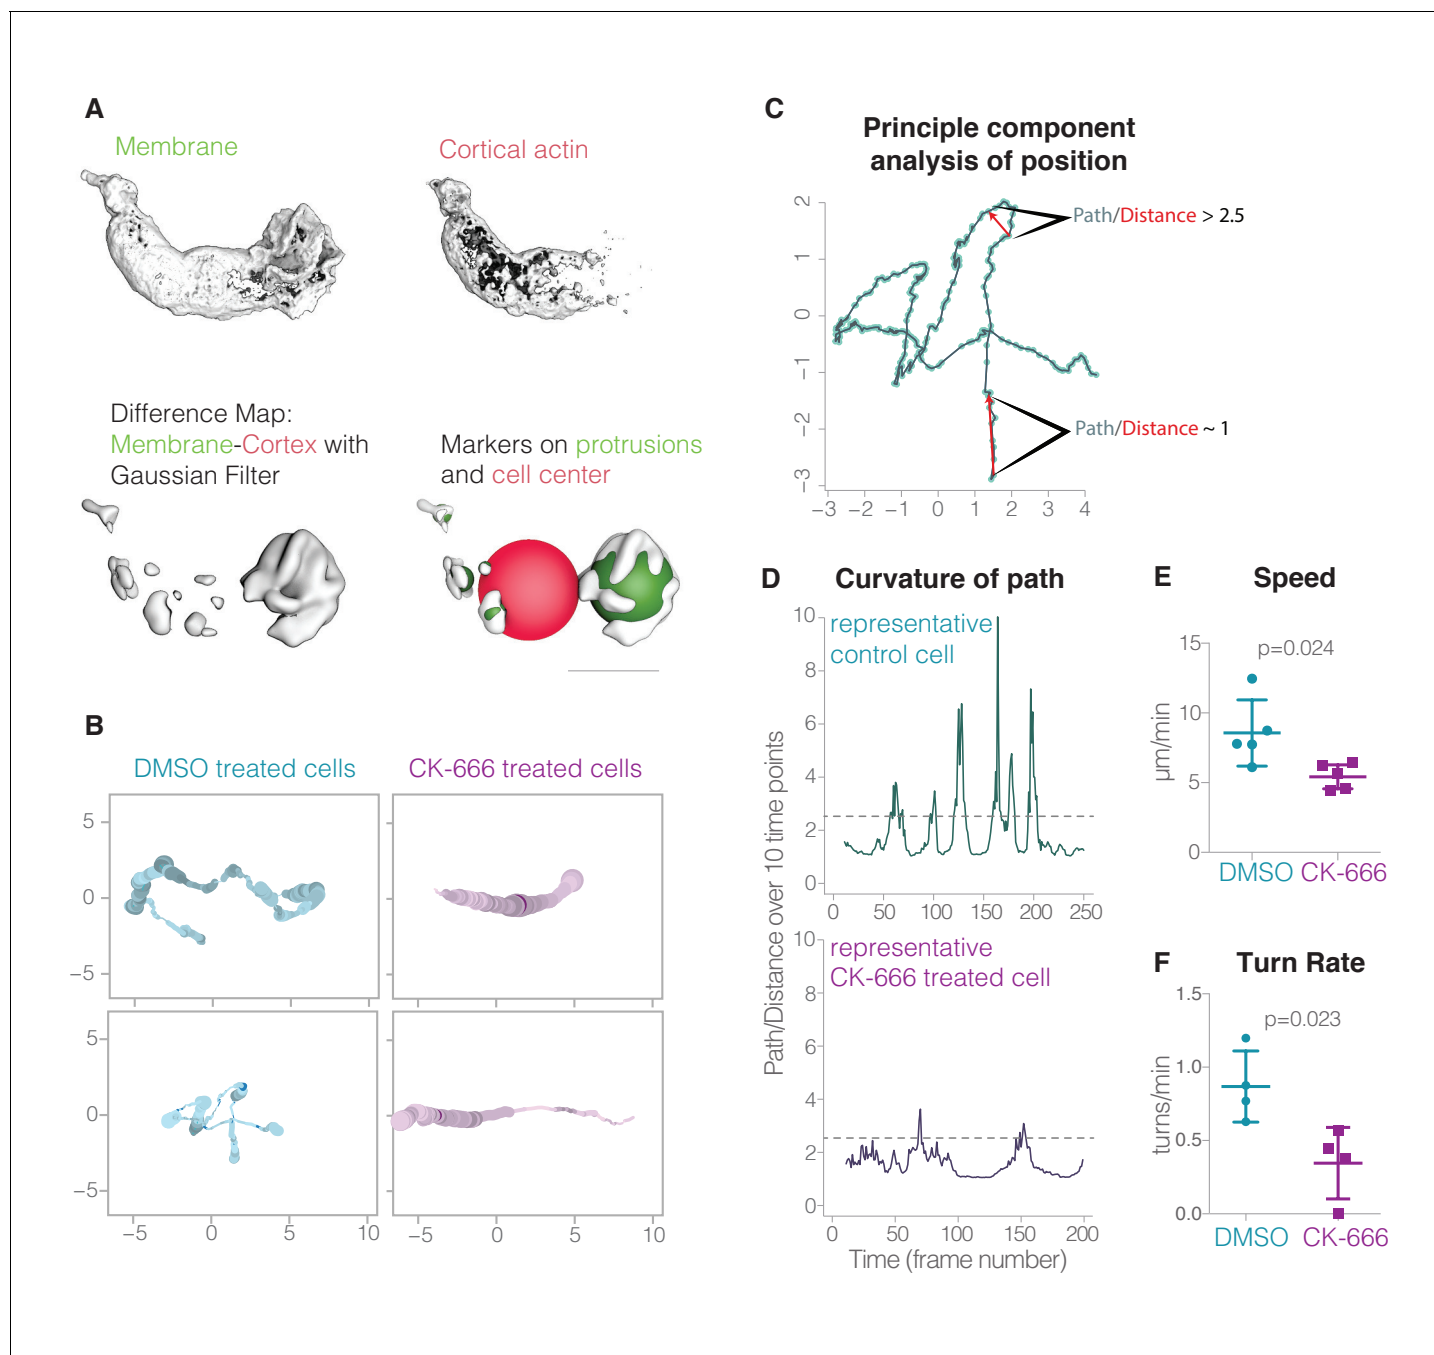 A
Membrane
Cortical actin
Difference Map:
Membrane-Cortex with
Gaussian Filter
Markers on protrusions
and cell center
B
DMSO treated cells
CK-666 treated cells
5
0
−5
5
0
−5
−5
0
5
10
−5
0
5
10
C
Principle component
analysis of position
2
1
0
−1
−2
−3
−3
−2
−1
0
1
2
3
4
Path/Distance > 2.5
Path/Distance ~ 1
D
Curvature of path
Path/Distance over 10 time points
representative
control cell
10
8
6
4
2
0
0
50
100
150
200
250
representative
CK-666 treated cell
10
8
6
4
2
0
0
50
100
150
200
Time (frame number)
E
Speed
p=0.024
µm/min
15
10
5
0
DMSO
CK-666
F
Turn Rate
p=0.023
turns/min
1.5
1.0
0.5
0.0
DMSO
CK-666